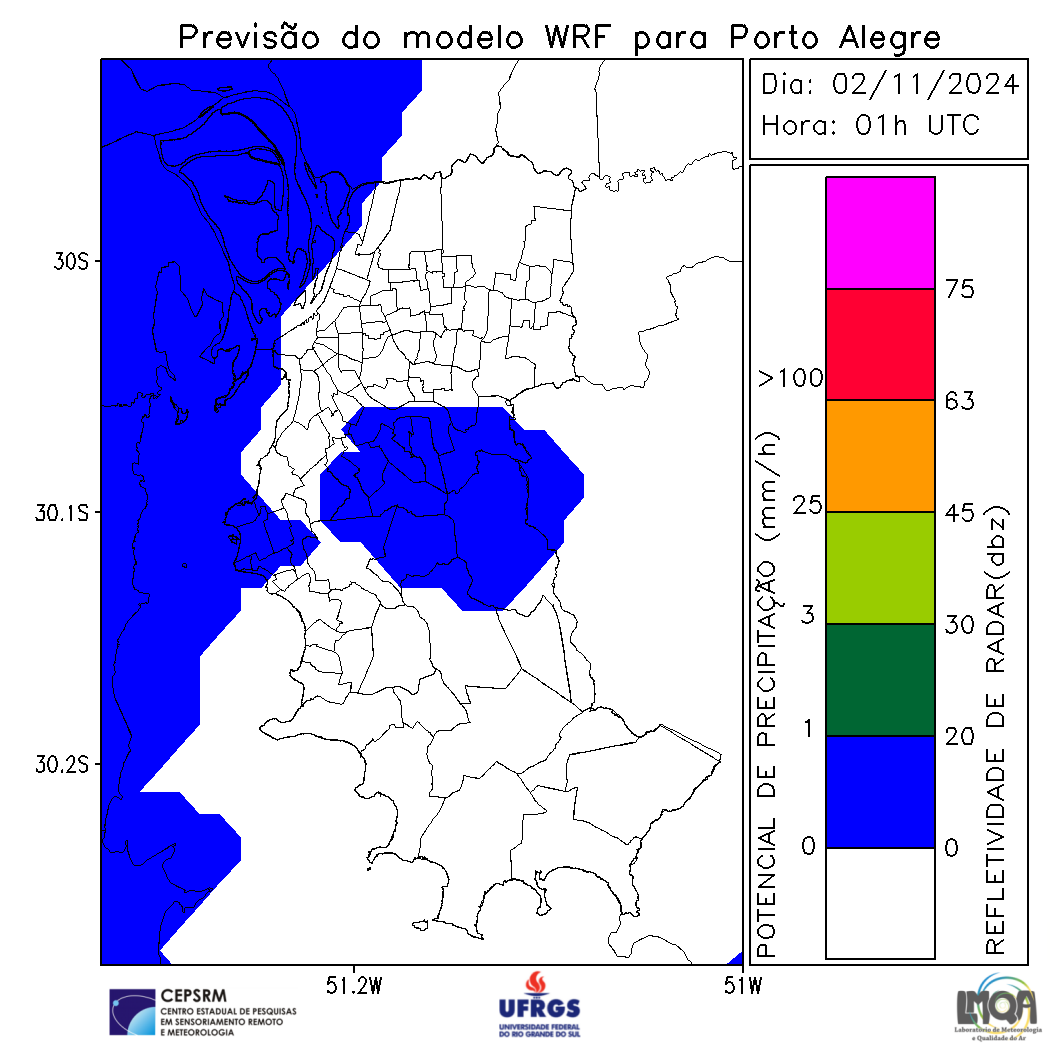 Previsão do modelo WRF para Porto Alegre
Dia: 02/11/2024
Hora: 01h UTC
30S
30.1S
30.2S
51.2W
51W
POTENCIAL DE PRECIPITAÇÃO (mm/h)
>100
25
3
1
0
75
63
45
30
20
0
REFLETIVIDADE DE RADAR(dbz)
CEPSRM
CENTRO ESTADUAL DE PESQUISAS
EM SENSORIAMENTO REMOTO
E METEOROLOGIA
UFRGS
UNIVERSIDADE FEDERAL
DO RIO GRANDE DO SUL
LMQA
Laboratório de Meteorologia
e Qualidade do Ar